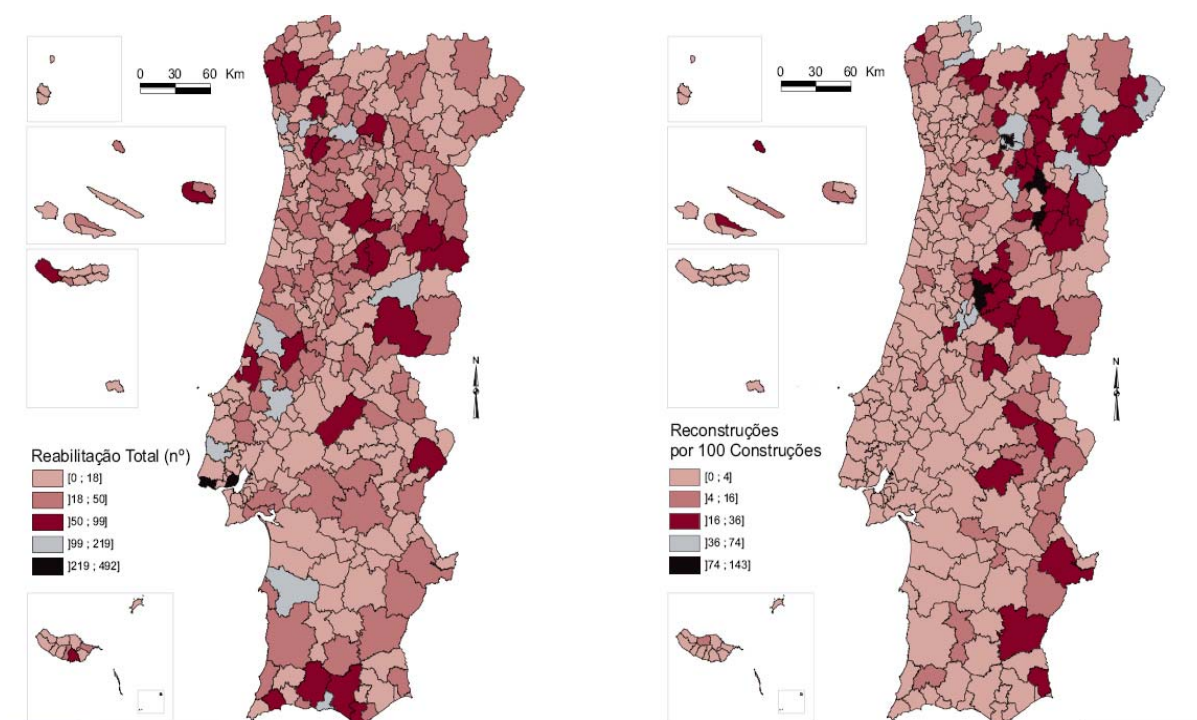 0 30 60 Km
N
Reabilitação Total (nº)
[0 ; 18]
]18 ; 50]
]50 ; 99]
]99 ; 219]
]219 ; 492]
0 30 60 Km
N
Reconstruções
por 100 Construções
[0 ; 4]
]4 ; 16]
]16 ; 36]
]36 ; 74]
]74 ; 143]